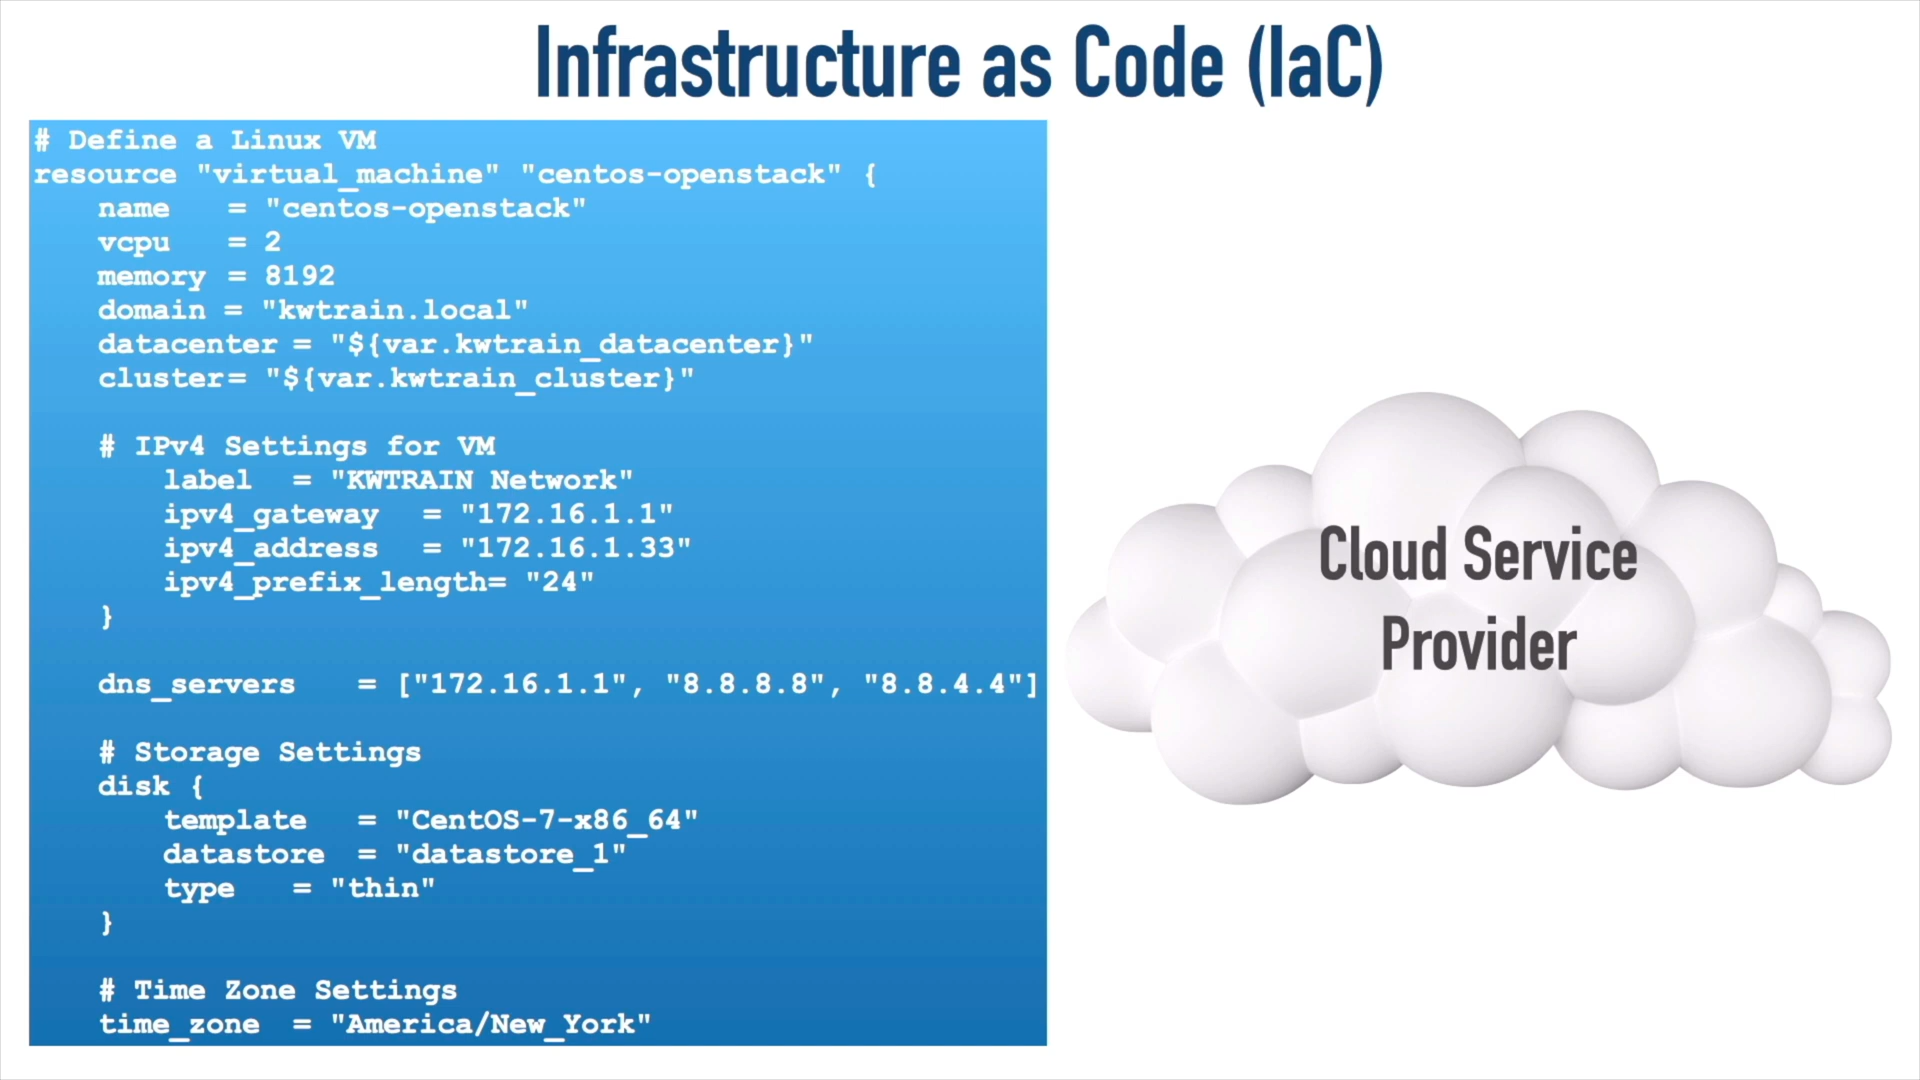 Infrastructure as Code (IaC)
# Define a Linux VM
resource "virtual_machine" "centos-openstack" {
    name   = "centos-openstack"
    vcpu   = 2
    memory = 8192
    domain = "kwtrain.local"
    datacenter = "${var.kwtrain_datacenter}"
    cluster= "${var.kwtrain_cluster}"
    # IPv4 Settings for VM
        label  = "KWTRAIN Network"
        ipv4_gateway  = "172.16.1.1"
        ipv4_address  = "172.16.1.33"
        ipv4_prefix_length= "24"
    }
    dns_servers   = ["172.16.1.1", "8.8.8.8", "8.8.4.4"]
    # Storage Settings
    disk {
        template   = "CentOS-7-x86_64"
        datastore  = "datastore_1"
        type   = "thin"
    }
    # Time Zone Settings
    time_zone  = "America/New_York"
Cloud Service
Provider